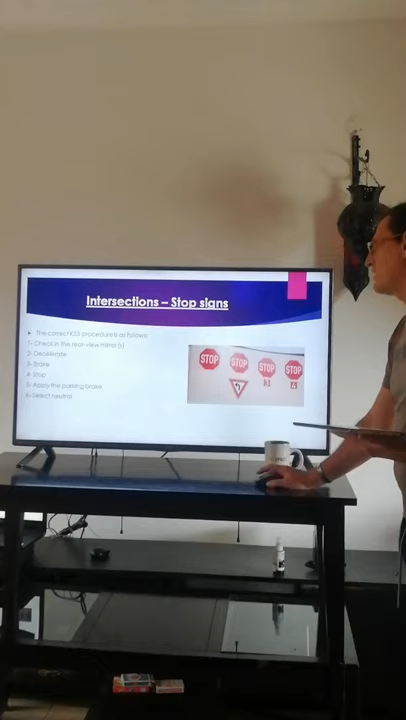 Intersections – Stop signs
The correct K53 procedure is as follows:
1- Check in the rear-view mirror (s)
2- Decelerate
3- Brake
4- Stop
5- Apply the parking brake
6- Select neutral
STOP STOP STOP STOP